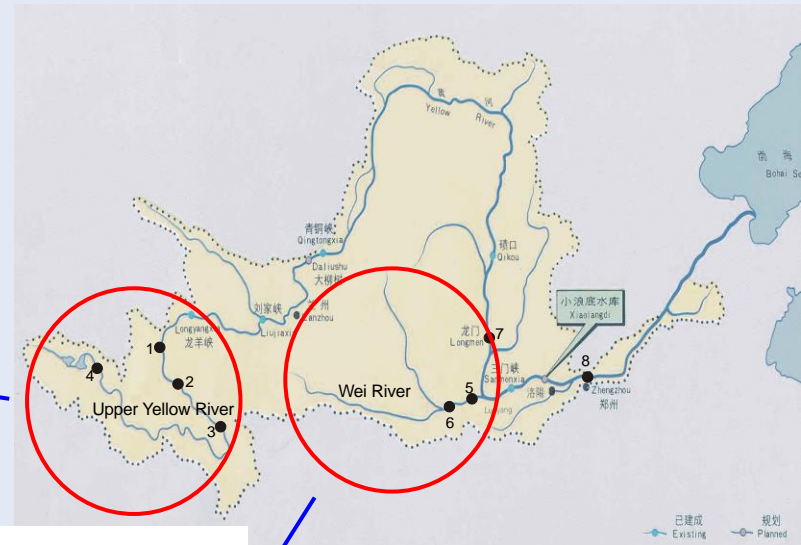 黄 河
Yellow River
渤 海
Bohai Se
青铜峡
Qingtongxia
Daliushu
大柳树
碛口
Qikou
小浪底水库
Xiaolangdi
刘家峡
Liujiaxia
兰州
Lanzhou
Longyangxia
龙羊峡
龙门
Longmen
7
1
三门峡
Sanmenxia
8
4
2
Wei River
5
洛阳
Zhengzhou
郑州
Upper Yellow River
6
3
已建成
Existing
规划
Planned